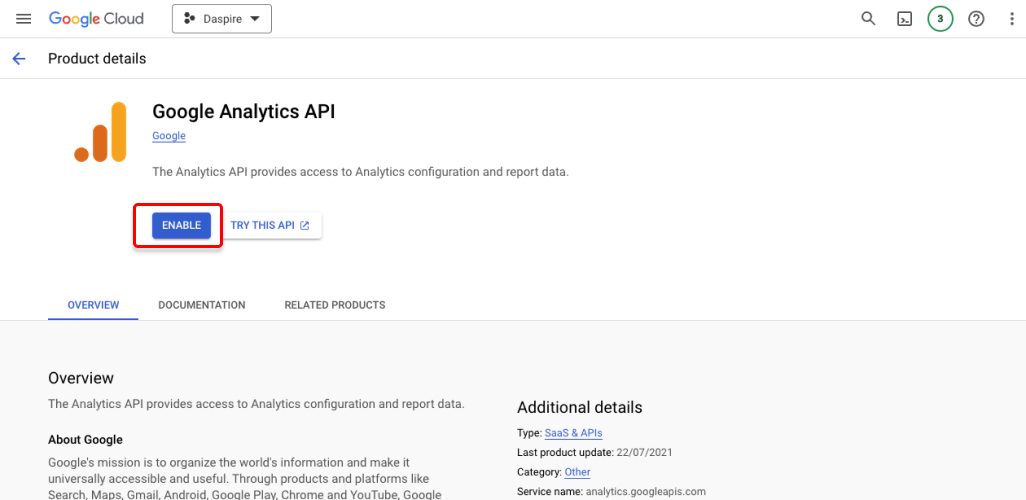 Google Cloud
Daspire
3
Product details
Google Analytics API
Google
The Analytics API provides access to Analytics configuration and report data.
ENABLE
TRY THIS API
OVERVIEW
DOCUMENTATION
RELATED PRODUCTS
Overview
The Analytics API provides access to Analytics configuration and report data.
About Google
Google's mission is to organize the world's information and make it
universally accessible and useful. Through products and platforms like
Search, Maps, Gmail, Android, Google Play, Chrome and YouTube, Google
Additional details
Type: SaaS & APIs
Last product update: 22/07/2021
Category: Other
Service name: analytics.googleapis.com